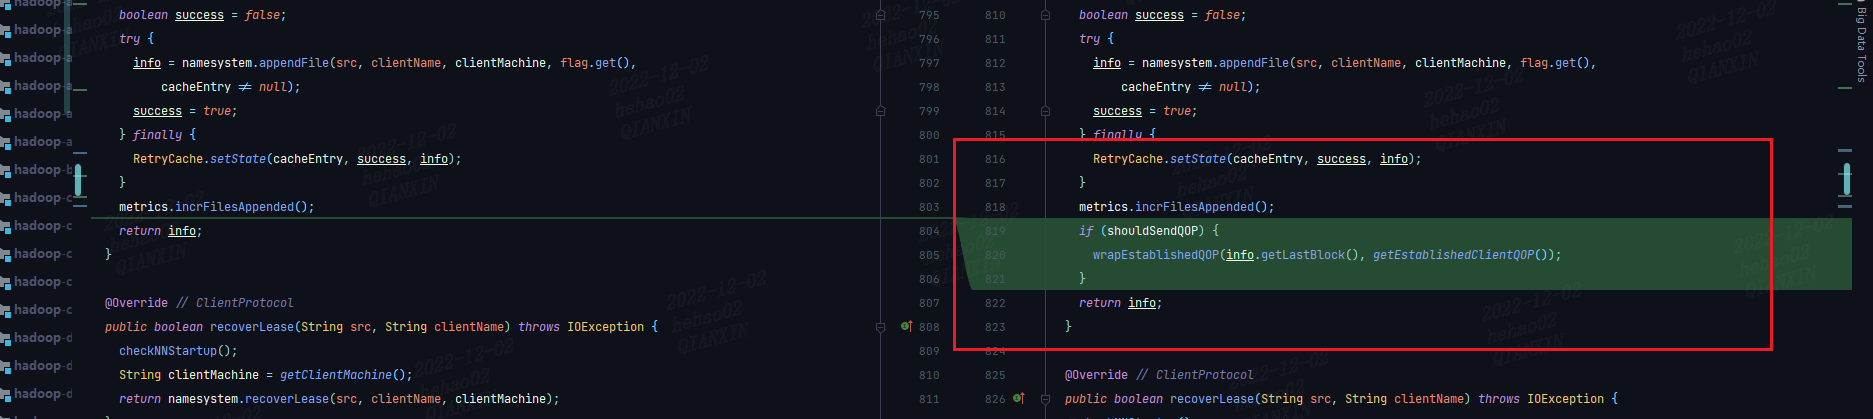 hadoop-a
hadoop-a
hadoop-a
hadoop-a
hadoop-a
hadoop-a
hadoop-b
hadoop-c
hadoop-c
hadoop-c
hadoop-c
hadoop-c
hadoop-d
hadoop-d
hadoop-d
boolean success = false;
try {
info = namesystem.appendFile(src, clientName, clientMachine, flag.get(),
cacheEntry ≠ null);
success = true;
} finally {
RetryCache.setState(cacheEntry, success, info);
}
metrics.incrFilesAppended();
return info;
}
@Override // ClientProtocol
public boolean recoverLease(String src, String clientName) throws IOException {
checkNNStartup();
String clientMachine = getClientMachine();
return namesystem.recoverLease(src, clientName, clientMachine);
795 810
796 811
797 812
798 813
799 814
800 815
801 816
802 817
803 818
804 819
805 820
806 821
807 822
808 823
809 824
810 825
811 826
boolean success = false;
try {
info = namesystem.appendFile(src, clientName, clientMachine, flag.get(),
cacheEntry ≠ null);
success = true;
} finally {
RetryCache.setState(cacheEntry, success, info);
}
metrics.incrFilesAppended();
if (shouldSendQOP) {
wrapEstablishedQOP(info.getLastBlock(), getEstablishedClientQOP());
}
return info;
}
@Override // ClientProtocol
public boolean recoverLease(String src, String clientName) throws IOException {
Big Data Tools
2022-12-02
hehao02
QIANXIN